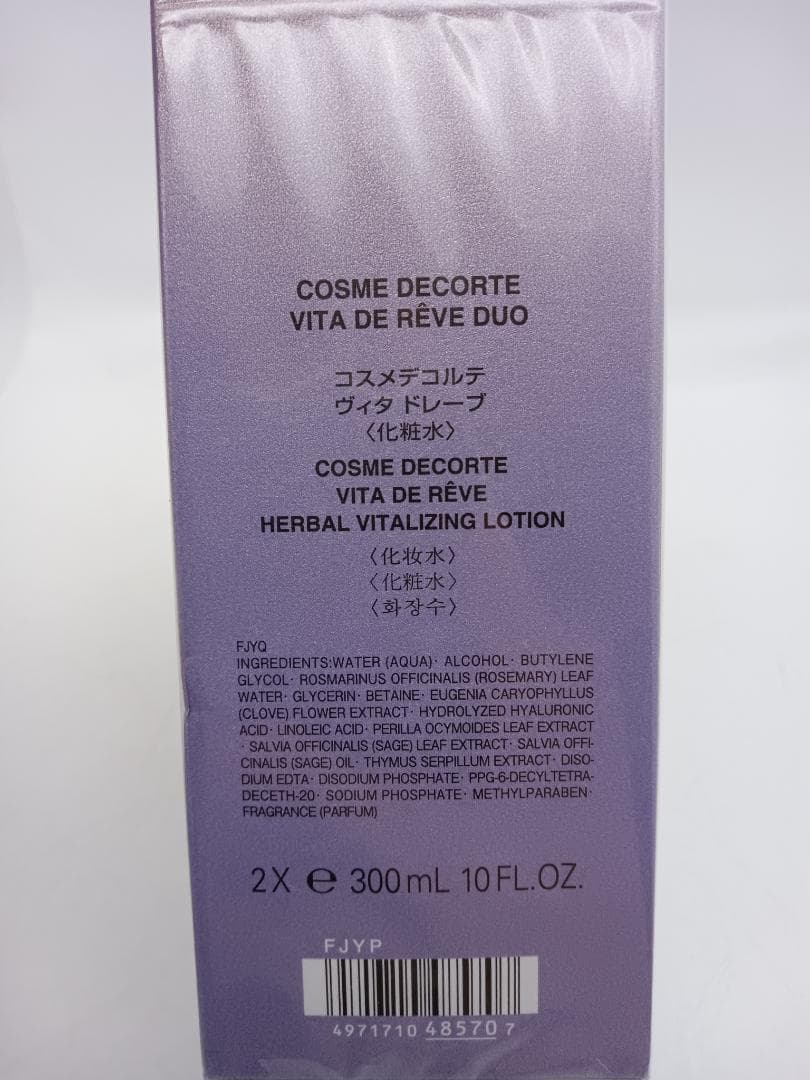 COSME DECORTE
VITA DE RÊVE DUO
コスメデコルテ
ヴィタ ドレーブ
〈化粧水〉
COSME DECORTE
VITA DE RÊVE
HERBAL VITALIZING LOTION
〈化妆水〉
〈化粧水〉
〈화장수〉
FJYQ
INGREDIENTS:WATER (AQUA)· ALCOHOL· BUTYLENE
GLYCOL· ROSMARINUS OFFICINALIS (ROSEMARY) LEAF
WATER· GLYCERIN· BETAINE· EUGENIA CARYOPHYLLUS
(CLOVE) FLOWER EXTRACT· HYDROLYZED HYALURONIC
ACID· LINOLEIC ACID· PERILLA OCYMOIDES LEAF EXTRACT
· SALVIA OFFICINALIS (SAGE) LEAF EXTRACT· SALVIA OFFI-
CINALIS (SAGE) OIL· THYMUS SERPILLUM EXTRACT· DISO-
DIUM EDTA· DISODIUM PHOSPHATE· PPG-6-DECYLTETRA-
DECETH-20· SODIUM PHOSPHATE· METHYLPARABEN·
FRAGRANCE (PARFUM)
2X ℮ 300mL 10FL.OZ.
FJYP
4971710 48570 7